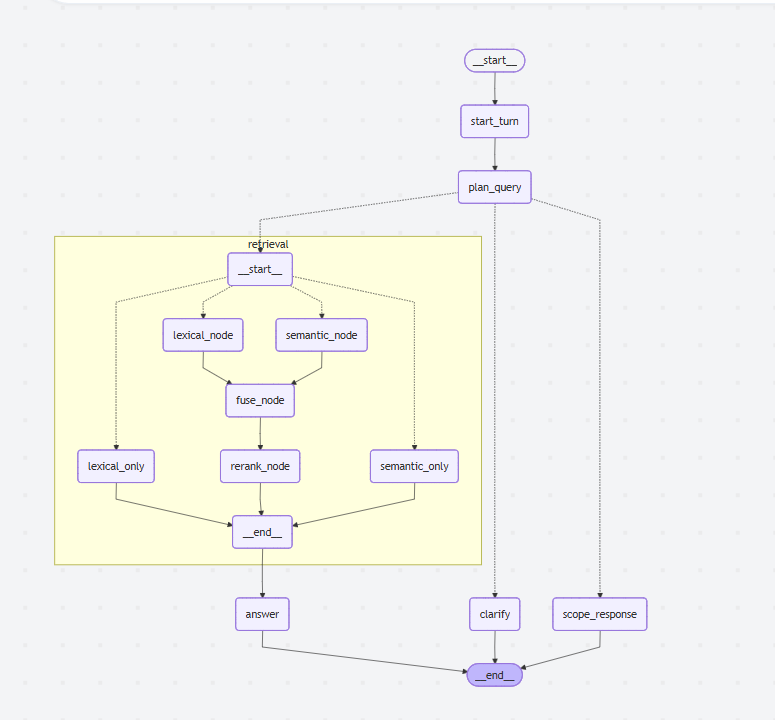 __start__
start_turn
plan_query
retrieval
__start__
lexical_node
semantic_node
fuse_node
lexical_only
rerank_node
semantic_only
__end__
answer
clarify
scope_response
__end__